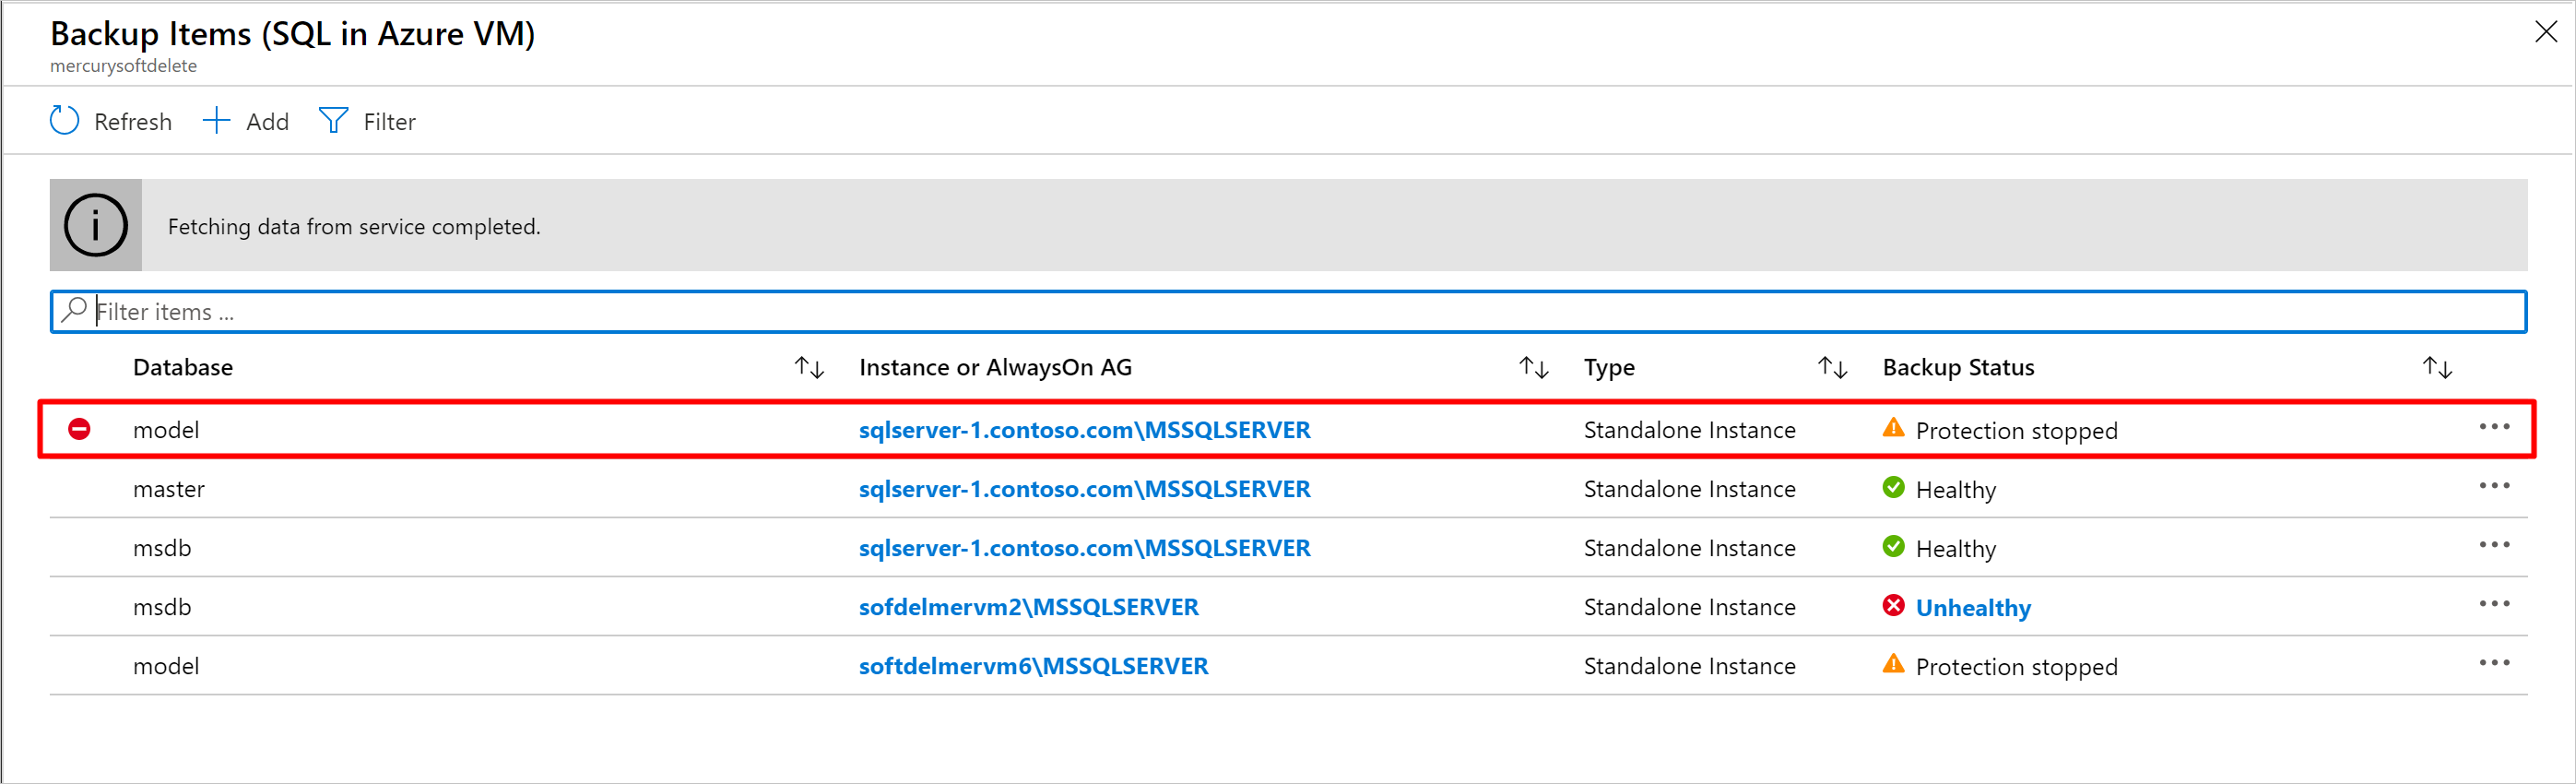 Backup Items (SQL in Azure VM)
mercurysoftdelete
Refresh Add Filter
Fetching data from service completed.
Filter items ...
Database Instance or AlwaysOn AG Type Backup Status
model sqlserver-1.contoso.com\MSSQLSERVER Standalone Instance Protection stopped
master sqlserver-1.contoso.com\MSSQLSERVER Standalone Instance Healthy
msdb sqlserver-1.contoso.com\MSSQLSERVER Standalone Instance Healthy
msdb sofdelmervm2\MSSQLSERVER Standalone Instance Unhealthy
model softdelmervm6\MSSQLSERVER Standalone Instance Protection stopped